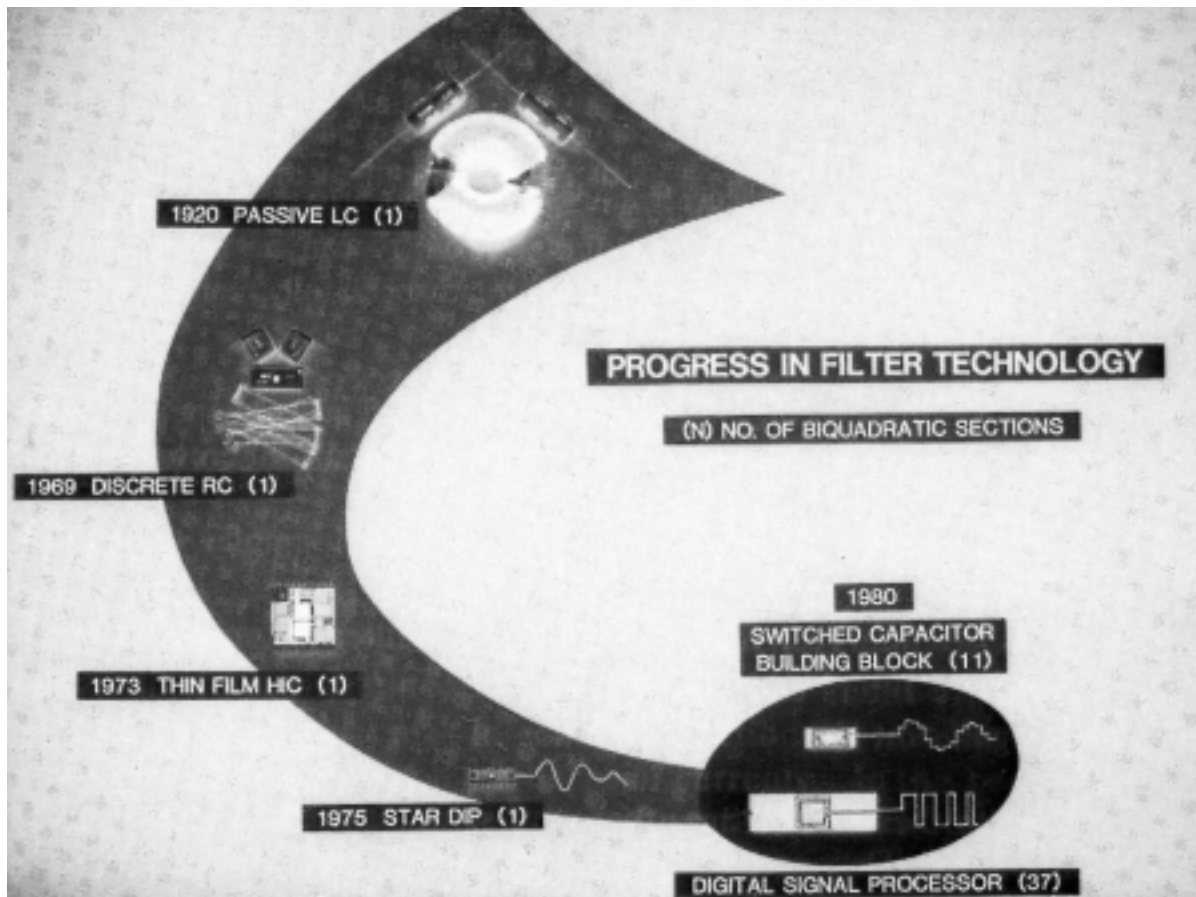 1920 PASSIVE LC (1)
PROGRESS IN FILTER TECHNOLOGY
(N) NO. OF BIQUADRATIC SECTIONS
1969 DISCRETE RC (1)
1973 THIN FILM HIC (1)
1975 STAR DIP (1)
1980
SWITCHED CAPACITOR
BUILDING BLOCK (11)
DIGITAL SIGNAL PROCESSOR (37)